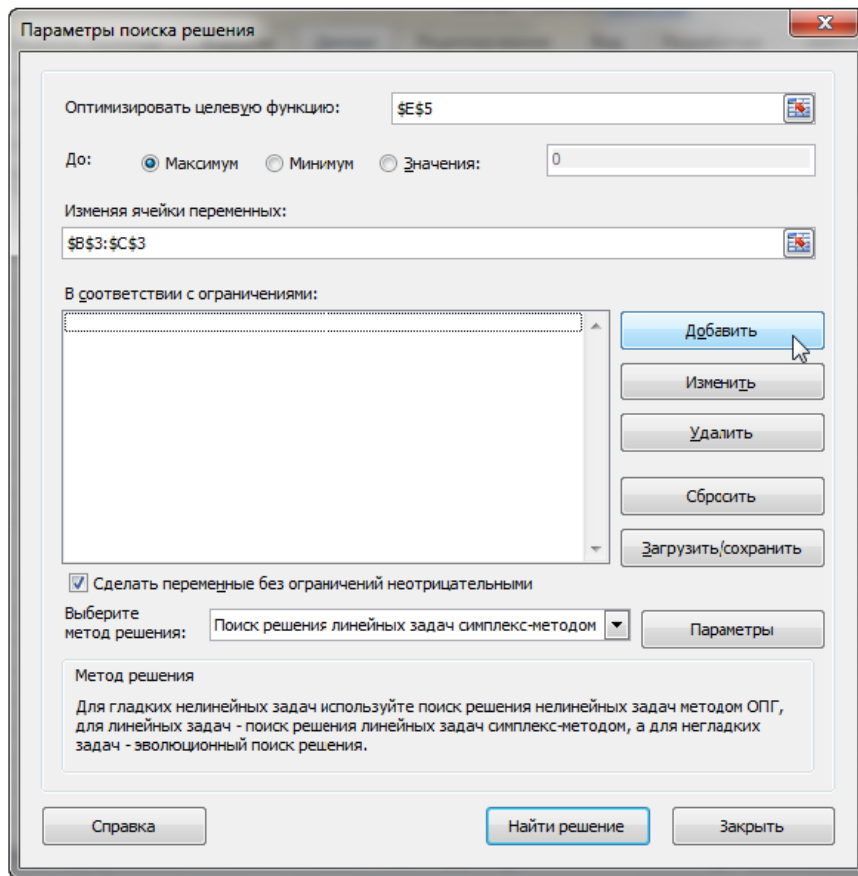 Параметры поиска решения
Оптимизировать целевую функцию: $E$5
До: Максимум Минимум Значения: 0
Изменяя ячейки переменных:
$B$3:$C$3
В соответствии с ограничениями:
Добавить
Изменить
Удалить
Сбросить
Загрузить/сохранить
Сделать переменные без ограничений неотрицательными
Выберите
метод решения: Поиск решения линейных задач симплекс-методом Параметры
Метод решения
Для гладких нелинейных задач используйте поиск решения нелинейных задач методом ОПГ,
для линейных задач - поиск решения линейных задач симплекс-методом, а для негладких
задач - эволюционный поиск решения.
Справка Найти решение Закрыть